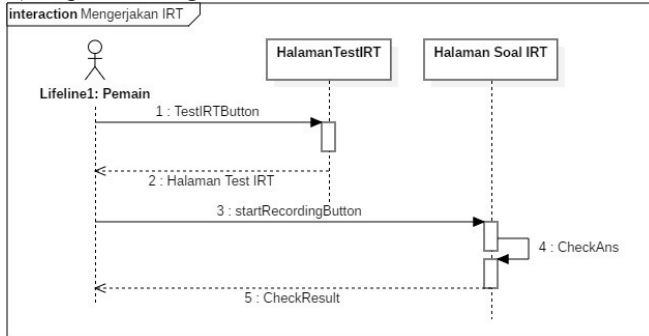 interaction Mengerjakan IRT
HalamanTestIRT
Halaman Soal IRT
Lifeline1: Pemain
1 : TestIRTButton
2 : Halaman Test IRT
3 : startRecordingButton
4 : CheckAns
5 : CheckResult